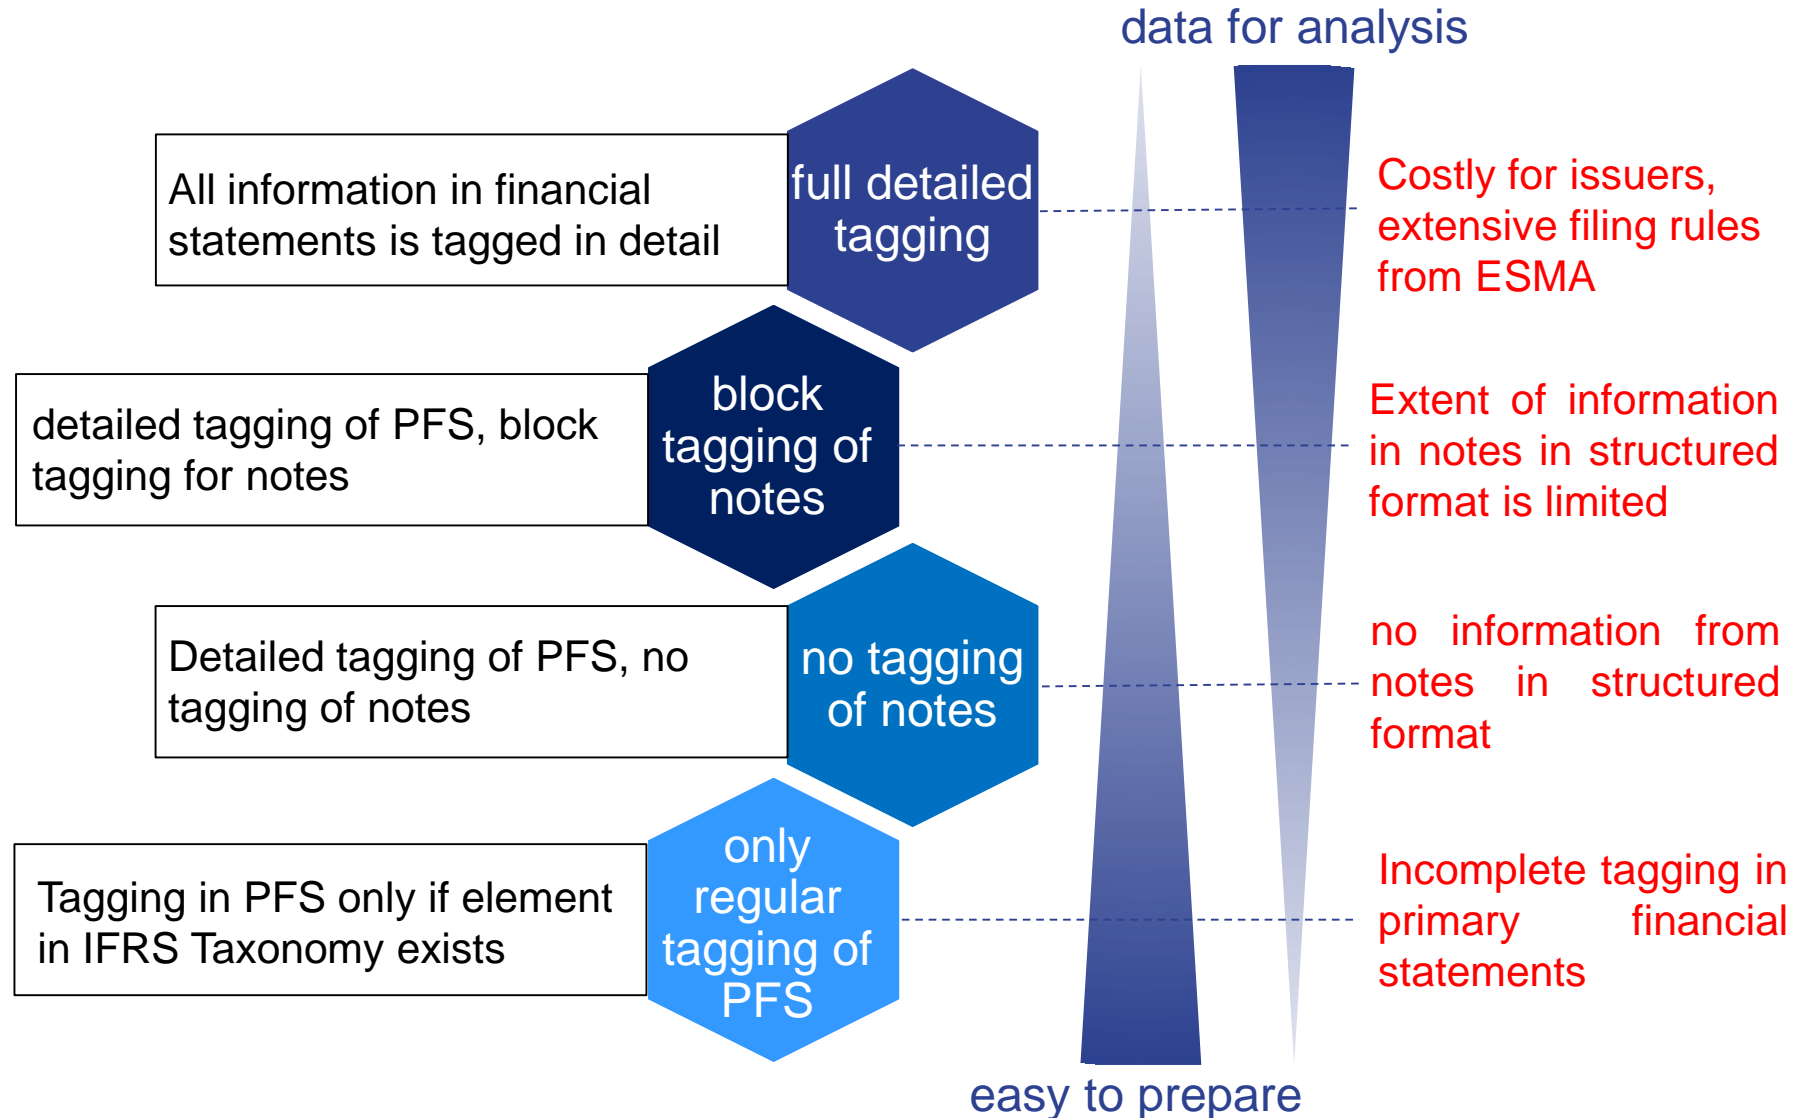 data for analysis
All information in financial
statements is tagged in detail
full detailed
tagging
Costly for issuers,
extensive filing rules
from ESMA
detailed tagging of PFS, block
tagging for notes
block
tagging of
notes
Extent of information
in notes in structured
format is limited
Detailed tagging of PFS, no
tagging of notes
no tagging
of notes
no information from
notes in structured
format
Tagging in PFS only if element
in IFRS Taxonomy exists
only
regular
tagging of
PFS
Incomplete tagging in
primary financial
statements
easy to prepare